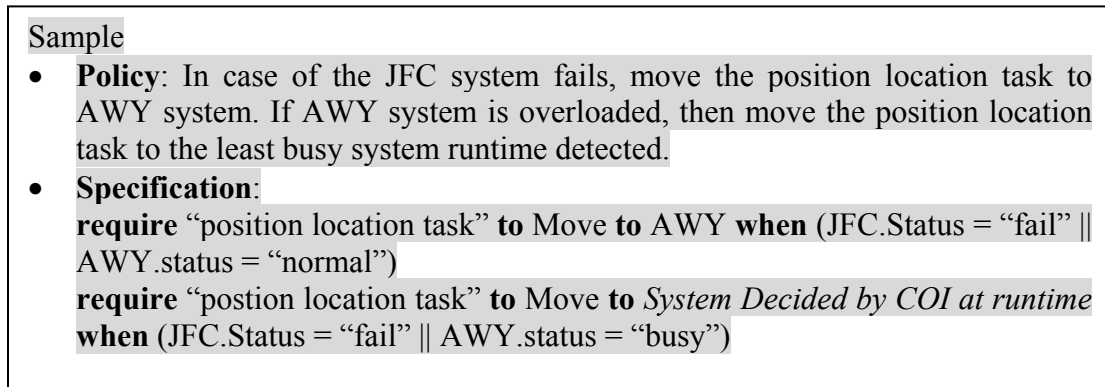 Sample
• Policy: In case of the JFC system fails, move the position location task to
AWY system. If AWY system is overloaded, then move the position location
task to the least busy system runtime detected.
• Specification:
require “position location task” to Move to AWY when (JFC.Status = “fail” ||
AWY.status = “normal”)
require “postion location task” to Move to System Decided by COI at runtime
when (JFC.Status = “fail” || AWY.status = “busy”)